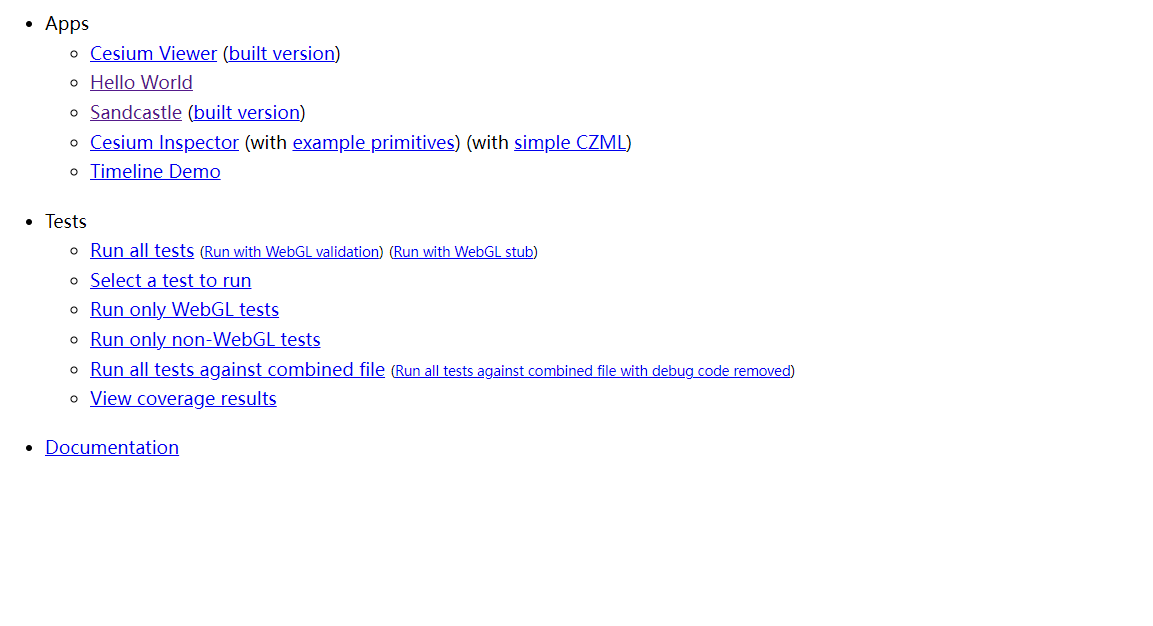 Apps
Cesium Viewer (built version)
Hello World
Sandcastle (built version)
Cesium Inspector (with example primitives) (with simple CZML)
Timeline Demo
Tests
Run all tests (Run with WebGL validation) (Run with WebGL stub)
Select a test to run
Run only WebGL tests
Run only non-WebGL tests
Run all tests against combined file (Run all tests against combined file with debug code removed)
View coverage results
Documentation